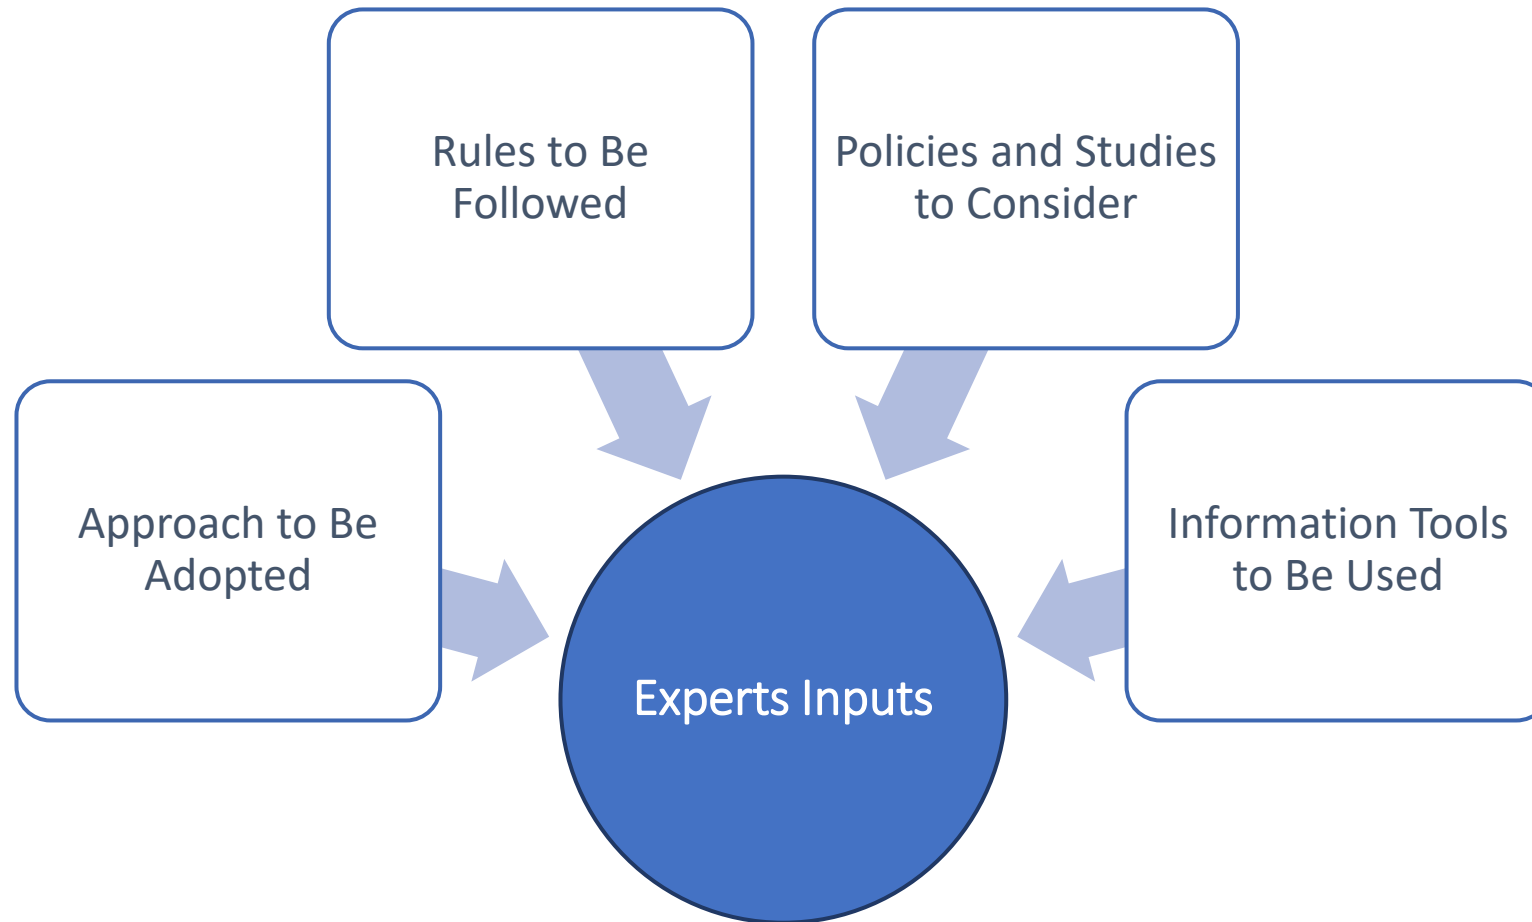 Rules to Be
Followed
Policies and Studies
to Consider
Approach to Be
Adopted
Information Tools
to Be Used
Experts Inputs